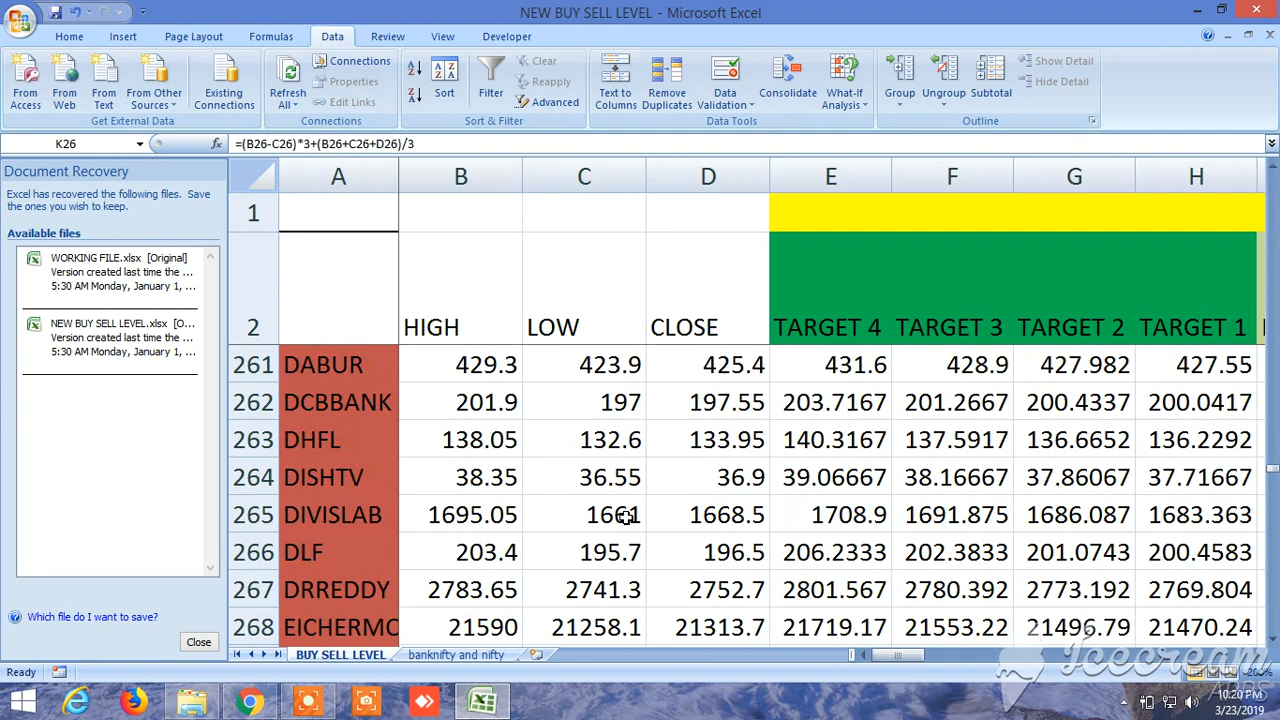 NEW BUY SELL LEVEL - Microsoft Excel
Home Insert Page Layout Formulas Data Review View Developer
From Access
From Web
From Text
From Other Sources
Existing Connections
Get External Data
Refresh All
Connections
Properties
Edit Links
Connections
Sort
Filter
Clear
Reapply
Advanced
Sort & Filter
Text to Columns
Remove Duplicates
Data Validation
Consolidate
What-If Analysis
Data Tools
Group
Ungroup
Subtotal
Show Detail
Hide Detail
Outline
K26 fx =(B26-C26)*3+(B26+C26+D26)/3
Document Recovery
Excel has recovered the following files. Save
the ones you wish to keep.
Available files
WORKING FILE.xlsx [Original]
Version created last time the ...
5:30 AM Monday, January 1, ...
NEW BUY SELL LEVEL.xlsx [O...
Version created last time the ...
5:30 AM Monday, January 1, ...
Which file do I want to save?
Close
A B C D E F G H
1
2 HIGH LOW CLOSE TARGET 4 TARGET 3 TARGET 2 TARGET 1
261 DABUR 429.3 423.9 425.4 431.6 428.9 427.982 427.55
262 DCBBANK 201.9 197 197.55 203.7167 201.2667 200.4337 200.0417
263 DHFL 138.05 132.6 133.95 140.3167 137.5917 136.6652 136.2292
264 DISHTV 38.35 36.55 36.9 39.06667 38.16667 37.86067 37.71667
265 DIVISLAB 1695.05 1661 1668.5 1708.9 1691.875 1686.087 1683.363
266 DLF 203.4 195.7 196.5 206.2333 202.3833 201.0743 200.4583
267 DRREDDY 2783.65 2741.3 2752.7 2801.567 2780.392 2773.192 2769.804
268 EICHERMO 21590 21258.1 21313.7 21719.17 21553.22 21496.79 21470.24
BUY SELL LEVEL banknifty and nifty
Ready 200%
Icecream
APPS
10:20 PM
3/23/2019